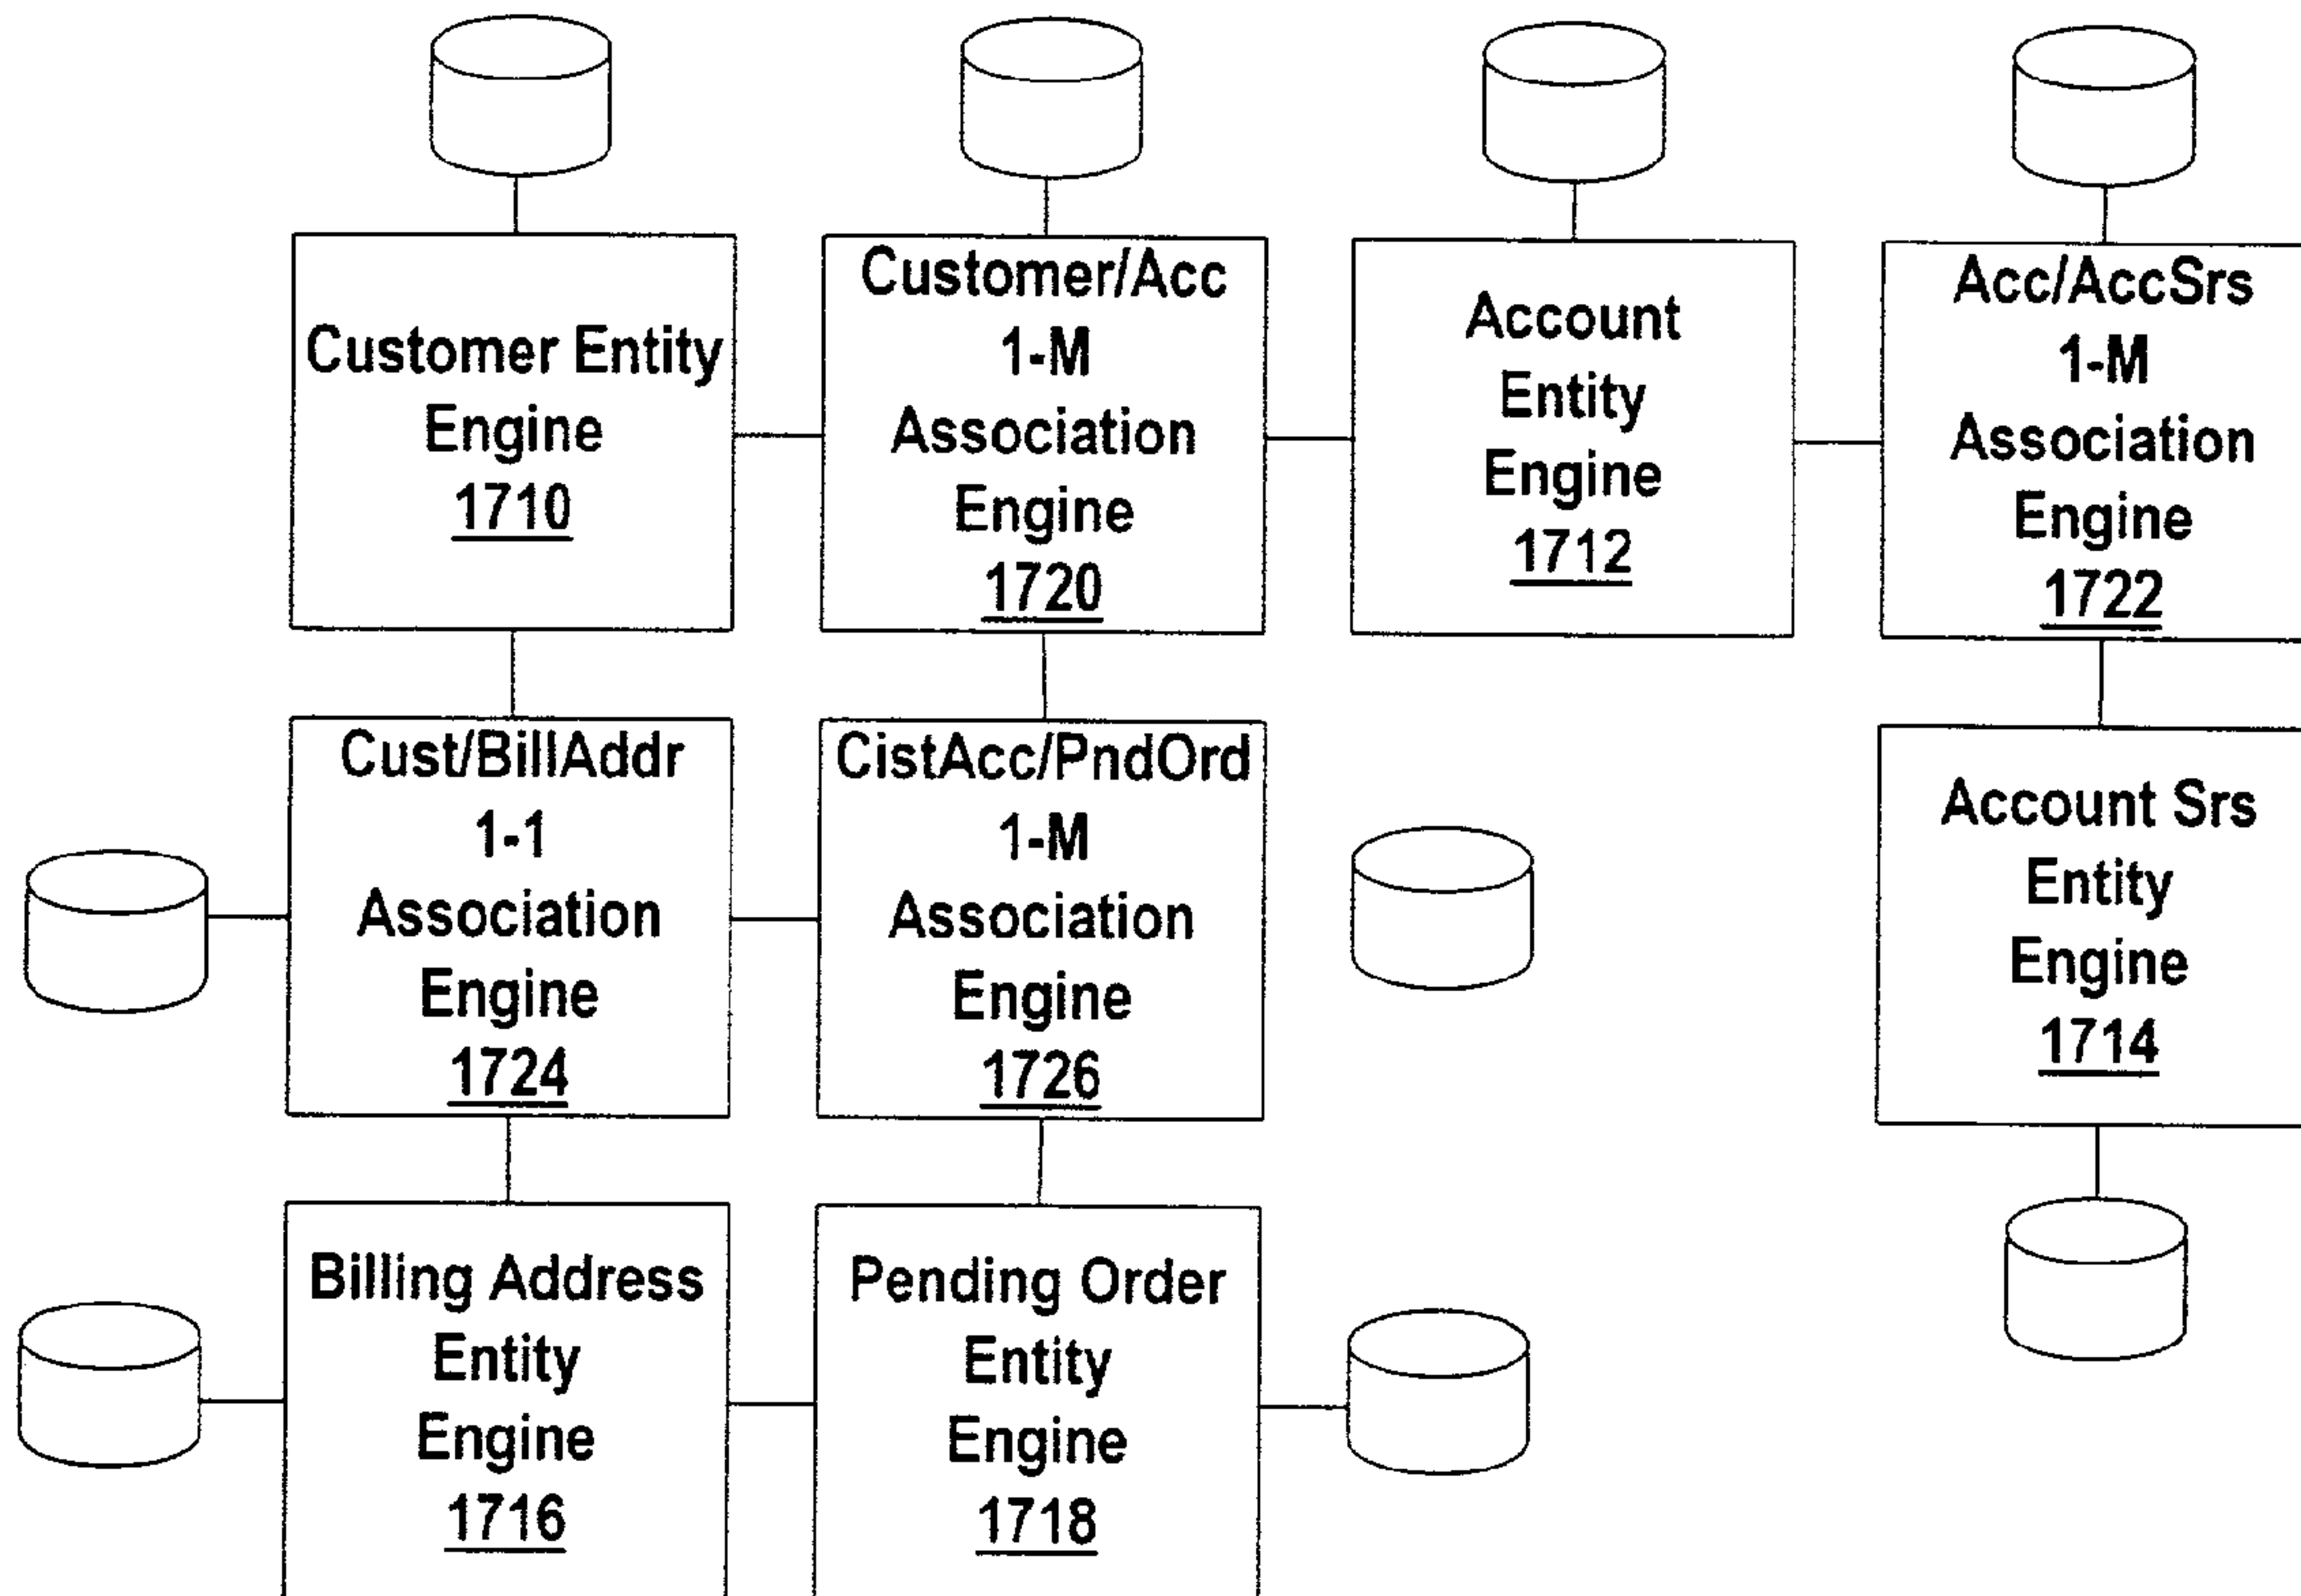 Customer Entity
Engine
1710
Customer/Acc
1-M
Association
Engine
1720
Account
Entity
Engine
1712
Acc/AccSrs
1-M
Association
Engine
1722
Cust/BillAddr
1-1
Association
Engine
1724
CistAcc/PndOrd
1-M
Association
Engine
1726
Account Srs
Entity
Engine
1714
Billing Address
Entity
Engine
1716
Pending Order
Entity
Engine
1718